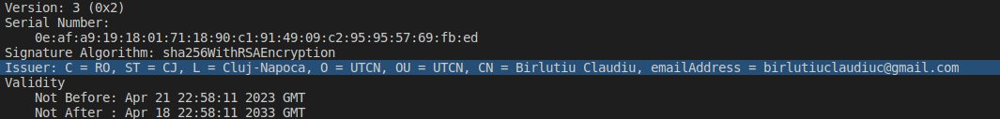 Version: 3 (0x2)
Serial Number:
    0e:af:a9:19:18:01:71:18:90:c1:91:49:09:c2:95:95:57:69:fb:ed
Signature Algorithm: sha256WithRSAEncryption
Issuer: C = RO, ST = CJ, L = Cluj-Napoca, O = UTCN, OU = UTCN, CN = Birlutiu Claudiu, emailAddress = birlutiuclaudiuc@gmail.com
Validity
    Not Before: Apr 21 22:58:11 2023 GMT
    Not After : Apr 18 22:58:11 2033 GMT